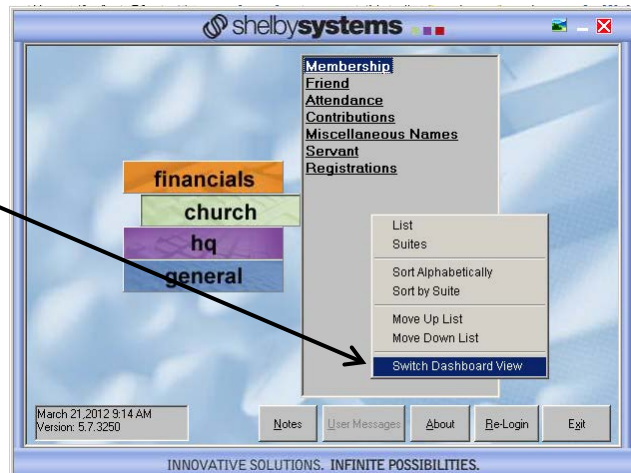 shelbysystems
Membership
Friend
Attendance
Contributions
Miscellaneous Names
Servant
Registrations
financials
church
hq
general
List
Suites
Sort Alphabetically
Sort by Suite
Move Up List
Move Down List
Switch Dashboard View
March 21,2012 9:14 AM
Version: 5.7.3250
Notes
User Messages
About
Re-Login
Exit
INNOVATIVE SOLUTIONS. INFINITE POSSIBILITIES.